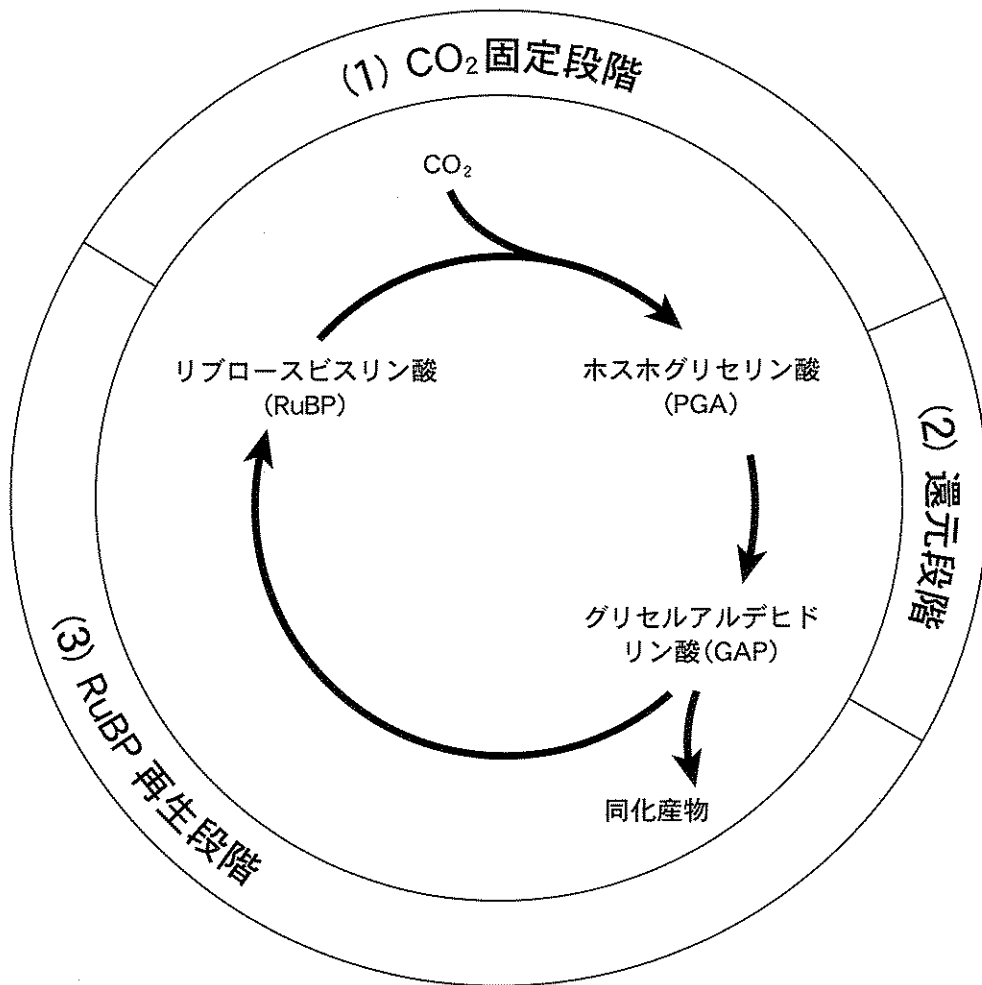 (1) CO₂固定段階
CO₂
リブロースビスリン酸
(RuBP)
ホスホグリセリン酸
(PGA)
(2) 還元段階
グリセルアルデヒド
リン酸(GAP)
(3) RuBP 再生段階
同化産物